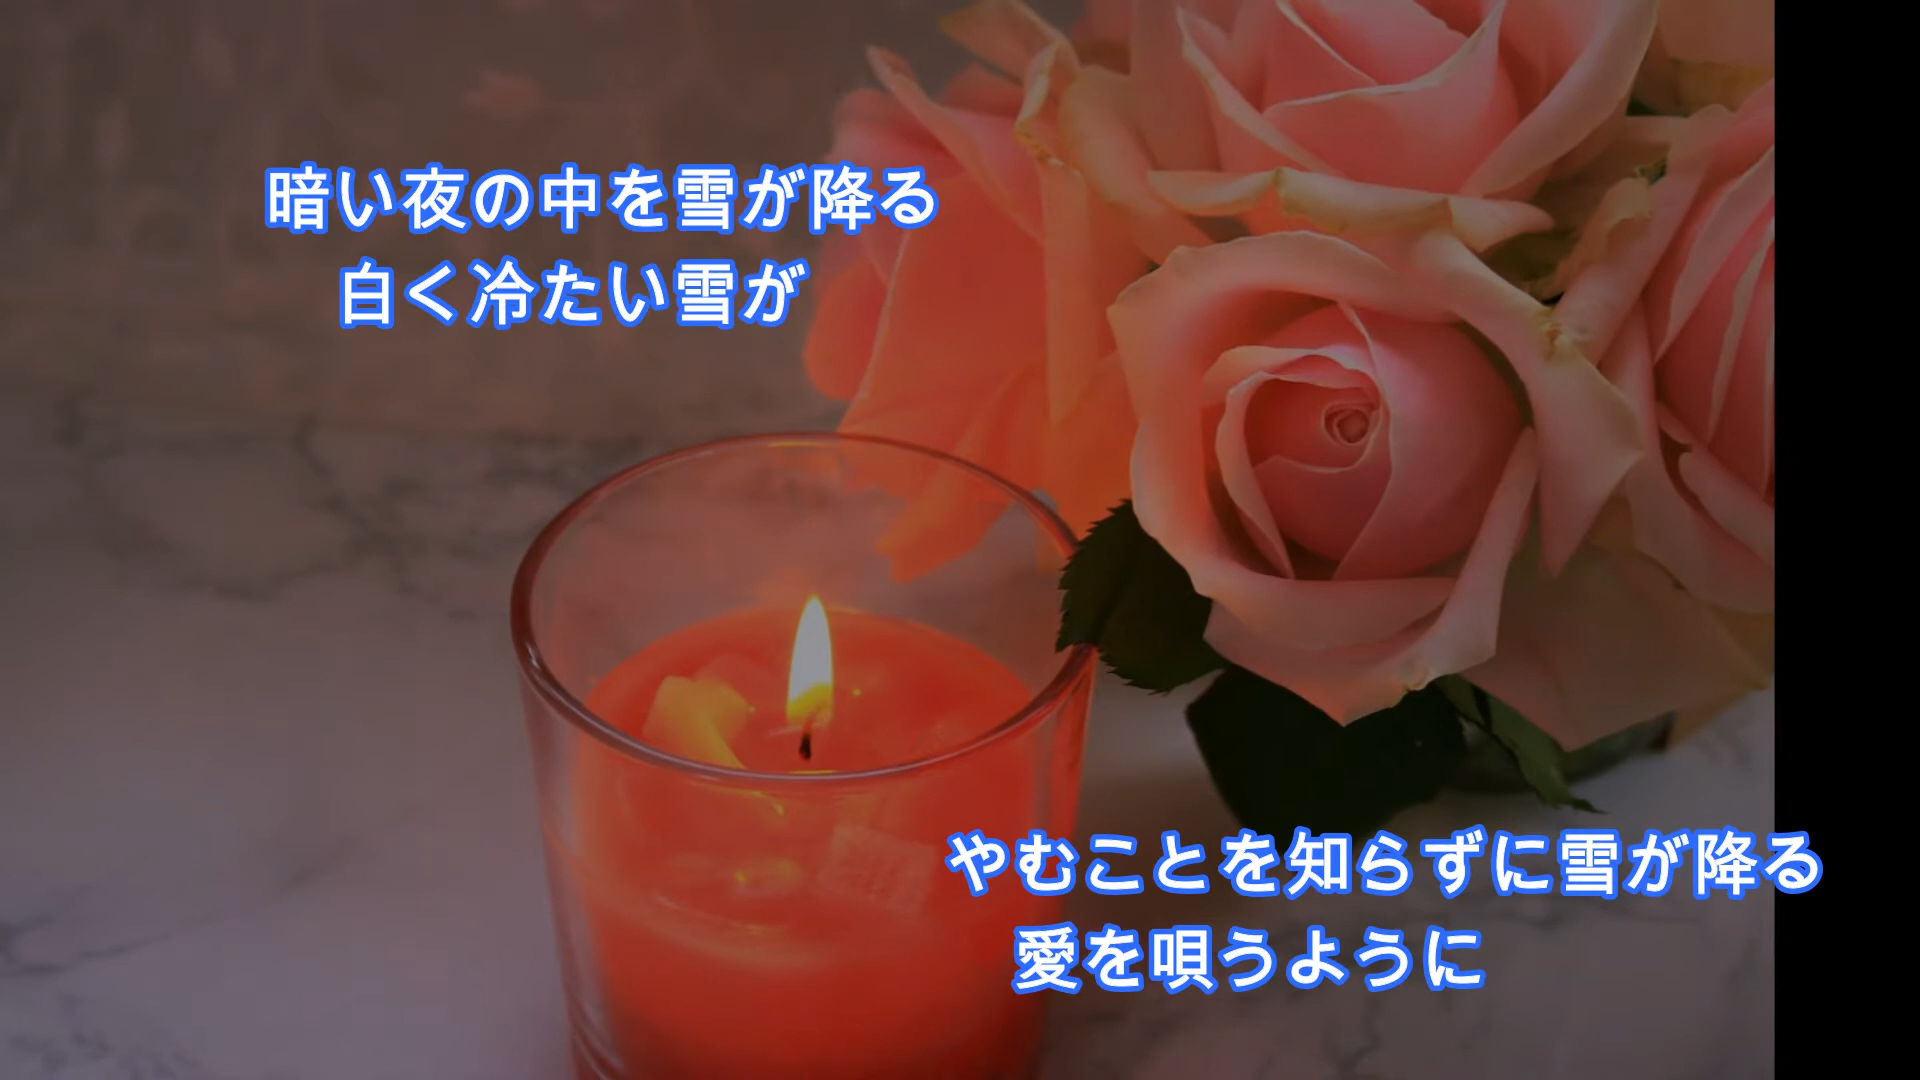 暗い夜の中を雪が降る
白く冷たい雪が
やむことを知らずに雪が降る
愛を唄うように